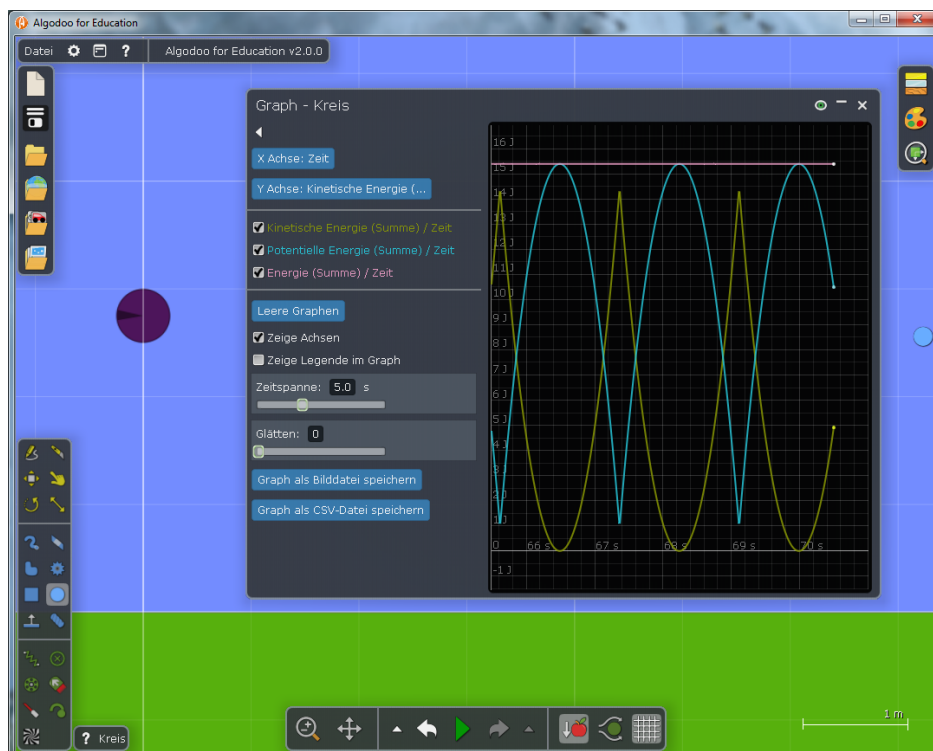 Algodoo for Education
Datei ? Algodoo for Education v2.0.0
Graph - Kreis
X Achse: Zeit
Y Achse: Kinetische Energie (...
Kinetische Energie (Summe) / Zeit
Potentielle Energie (Summe) / Zeit
Energie (Summe) / Zeit
Leere Graphen
Zeige Achsen
Zeige Legende im Graph
Zeitspanne: 5.0 s
Glätten: 0
Graph als Bilddatei speichern
Graph als CSV-Datei speichern
16 J
15 J
14 J
13 J
12 J
11 J
10 J
9 J
8 J
7 J
6 J
5 J
4 J
3 J
2 J
1 J
0 66 s 67 s 68 s 69 s 70 s
-1 J
1 m
? Kreis